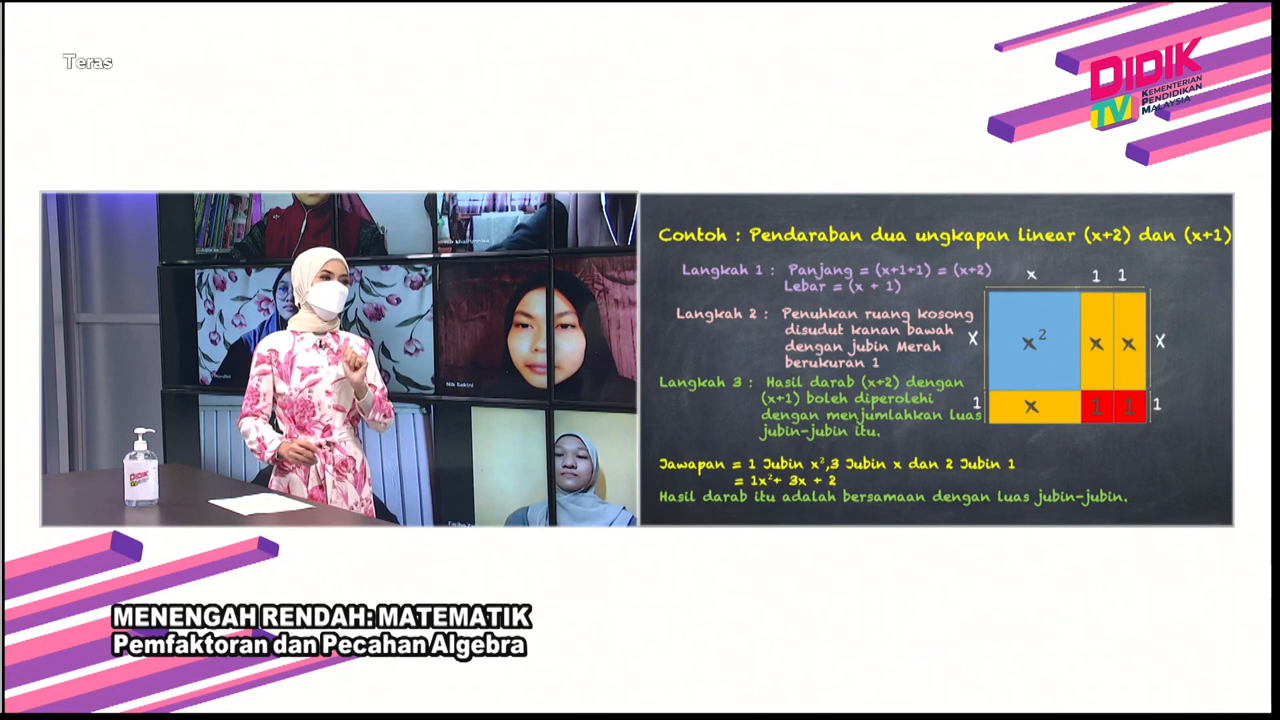 Teras
DIDIK
TV
KEMENTERIAN
PENDIDIKAN
MALAYSIA
Nik Sakini
DIDIK
Contoh : Pendaraban dua ungkapan linear (x+2) dan (x+1)
Langkah 1 : Panjang = (x+1+1) = (x+2)
Lebar = (x + 1)
Langkah 2 : Penuhkan ruang kosong
disudut kanan bawah
dengan jubin Merah
berukuran 1
Langkah 3 : Hasil darab (x+2) dengan
(x+1) boleh diperolehi
dengan menjumlahkan luas
jubin-jubin itu.
x 1 1
x x² x x x
1 x 1 1 1
Jawapan = 1 Jubin x²,3 Jubin x dan 2 Jubin 1
= 1x²+ 3x + 2
Hasil darab itu adalah bersamaan dengan luas jubin-jubin.
MENENGAH RENDAH: MATEMATIK
Pemfaktoran dan Pecahan Algebra